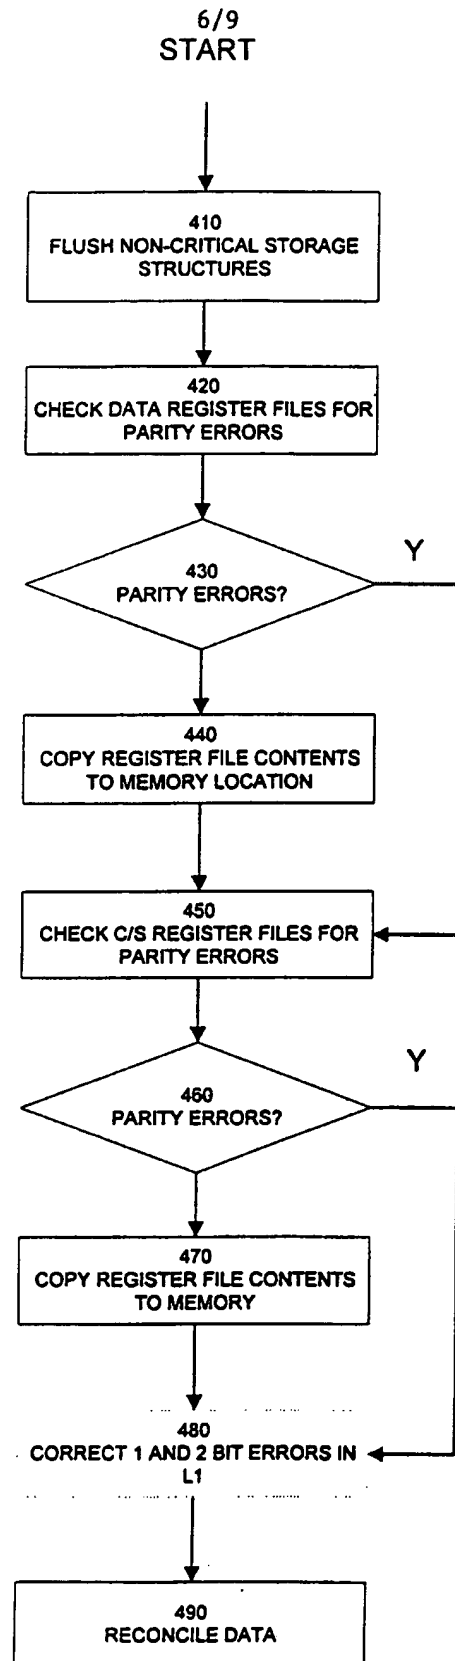 6/9
START
410
FLUSH NON-CRITICAL STORAGE
STRUCTURES
420
CHECK DATA REGISTER FILES FOR
PARITY ERRORS
430
PARITY ERRORS?
Y
440
COPY REGISTER FILE CONTENTS
TO MEMORY LOCATION
450
CHECK C/S REGISTER FILES FOR
PARITY ERRORS
460
PARITY ERRORS?
Y
470
COPY REGISTER FILE CONTENTS
TO MEMORY
480
CORRECT 1 AND 2 BIT ERRORS IN
L1
490
RECONCILE DATA